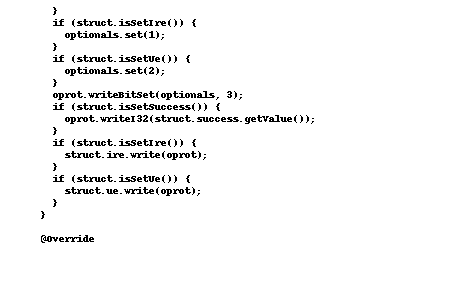 }
if (struct.isSetIre()) {
optionals.set(1);
}
if (struct.isSetUe()) {
optionals.set(2);
}
oprot.writeBitSet(optionals, 3);
if (struct.isSetSuccess()) {
oprot.writeI32(struct.success.getValue());
}
if (struct.isSetIre()) {
struct.ire.write(oprot);
}
if (struct.isSetUe()) {
struct.ue.write(oprot);
}
}
@Override